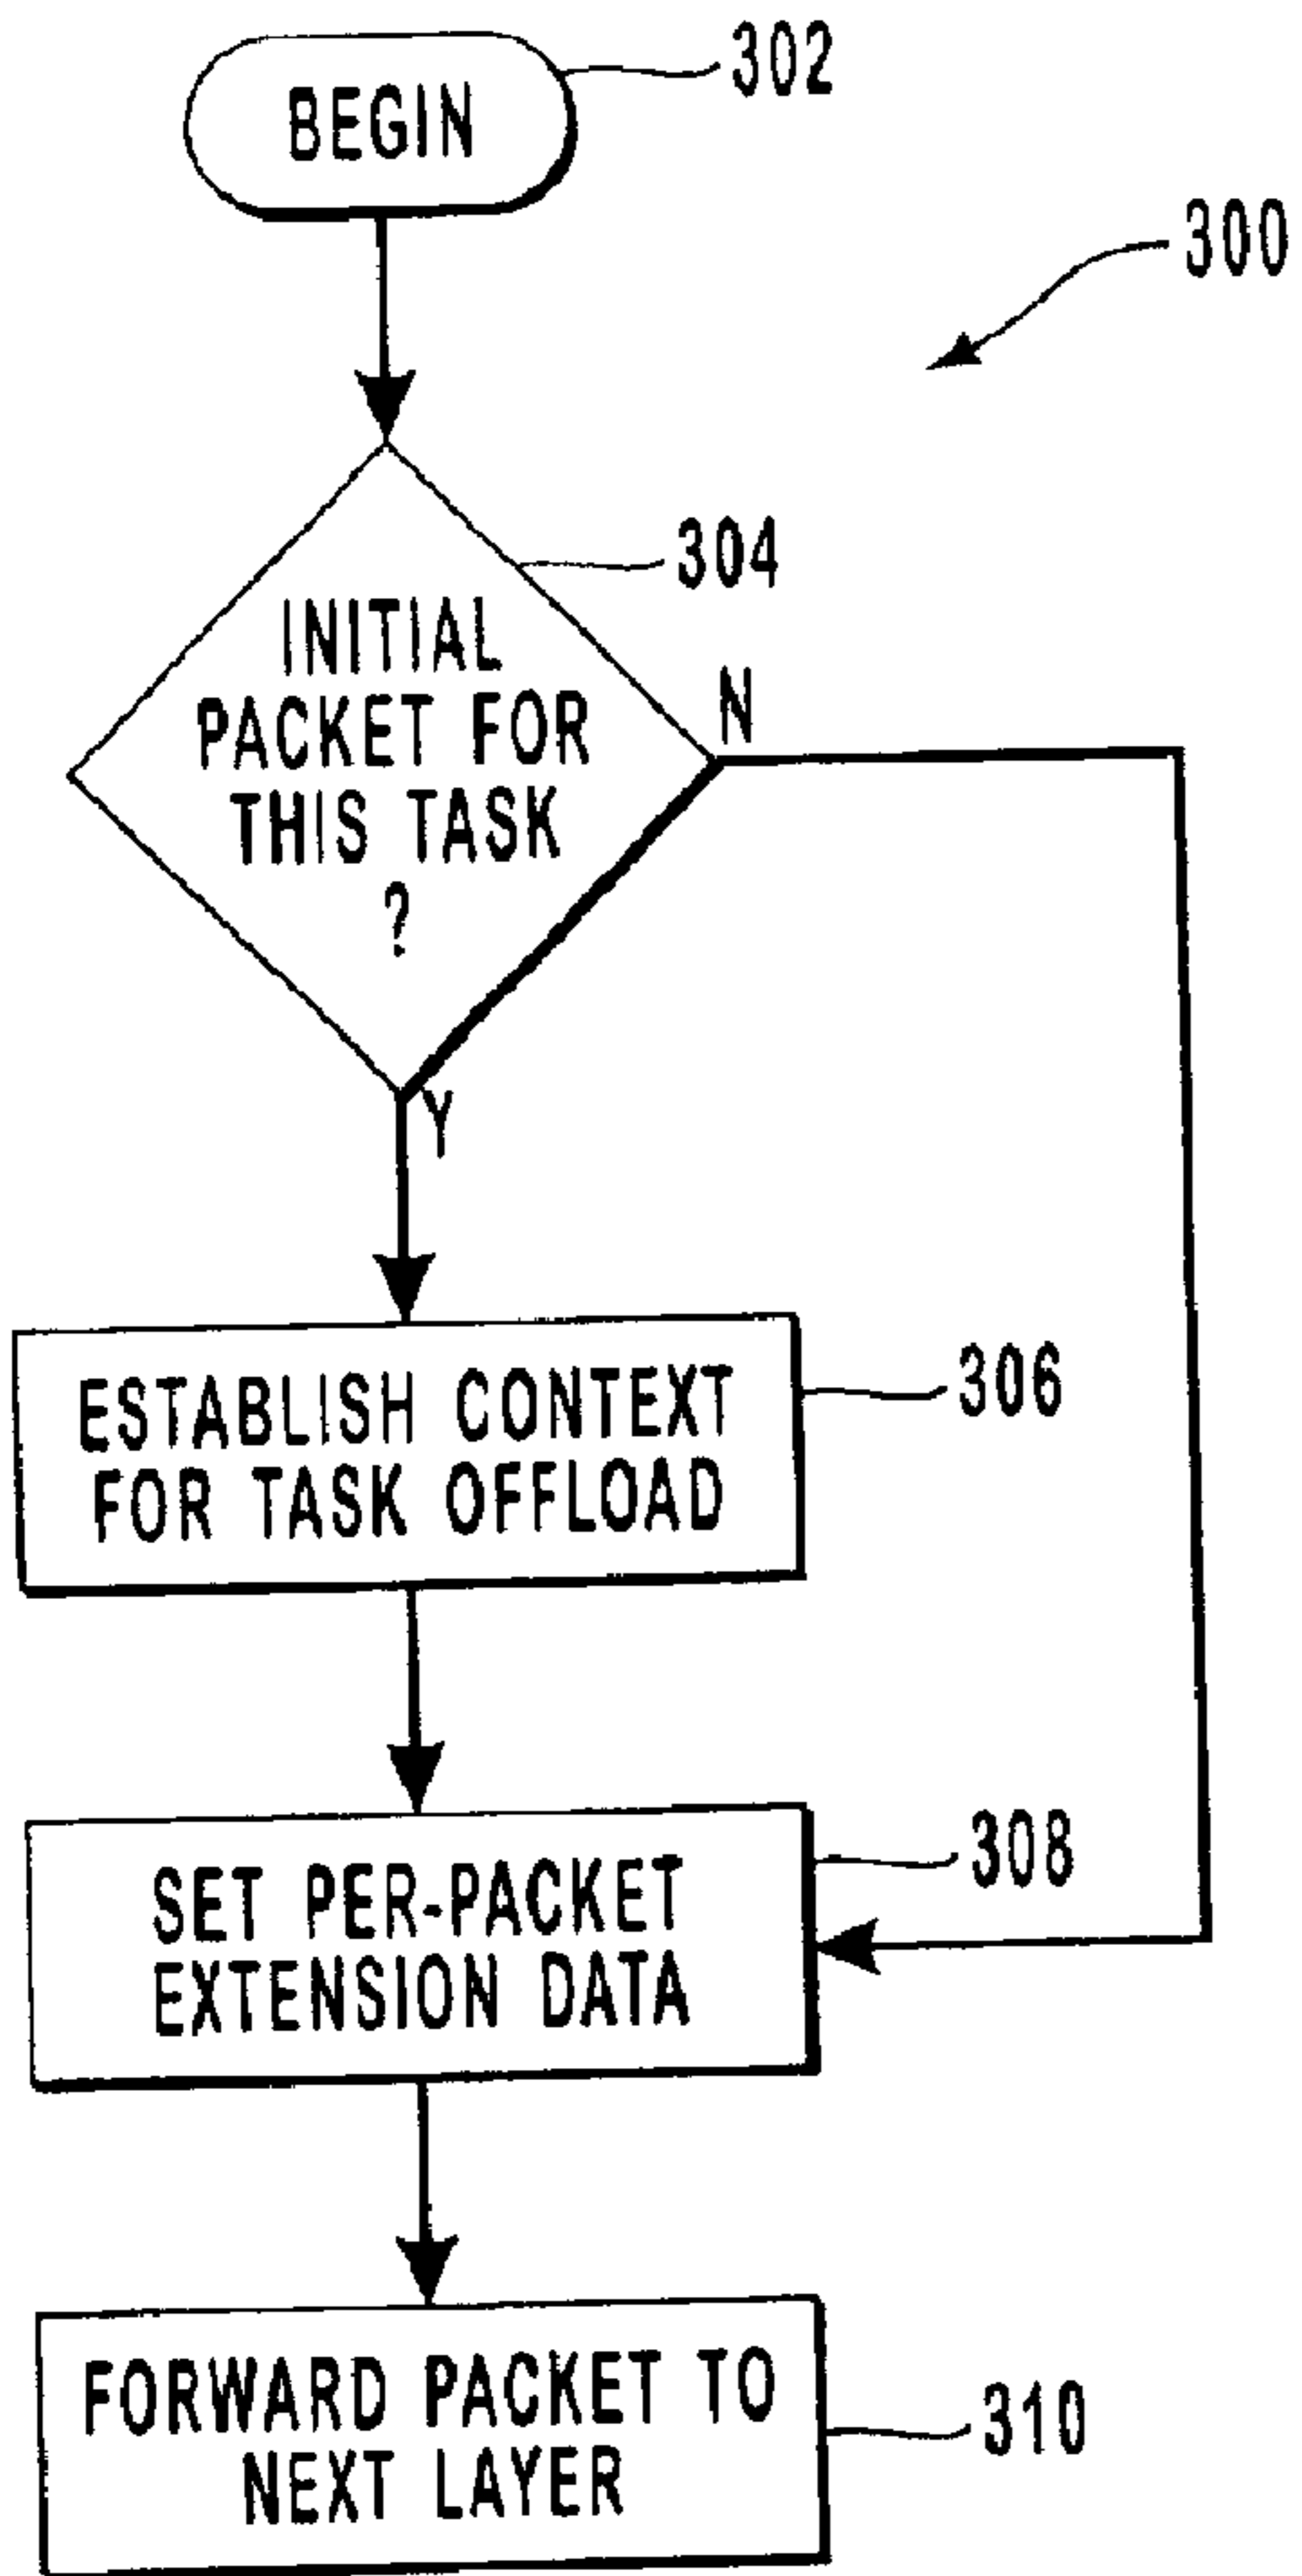 302
BEGIN
300
304
INITIAL
PACKET FOR
THIS TASK
?
N
Y
306
ESTABLISH CONTEXT
FOR TASK OFFLOAD
308
SET PER-PACKET
EXTENSION DATA
FORWARD PACKET TO
NEXT LAYER
310